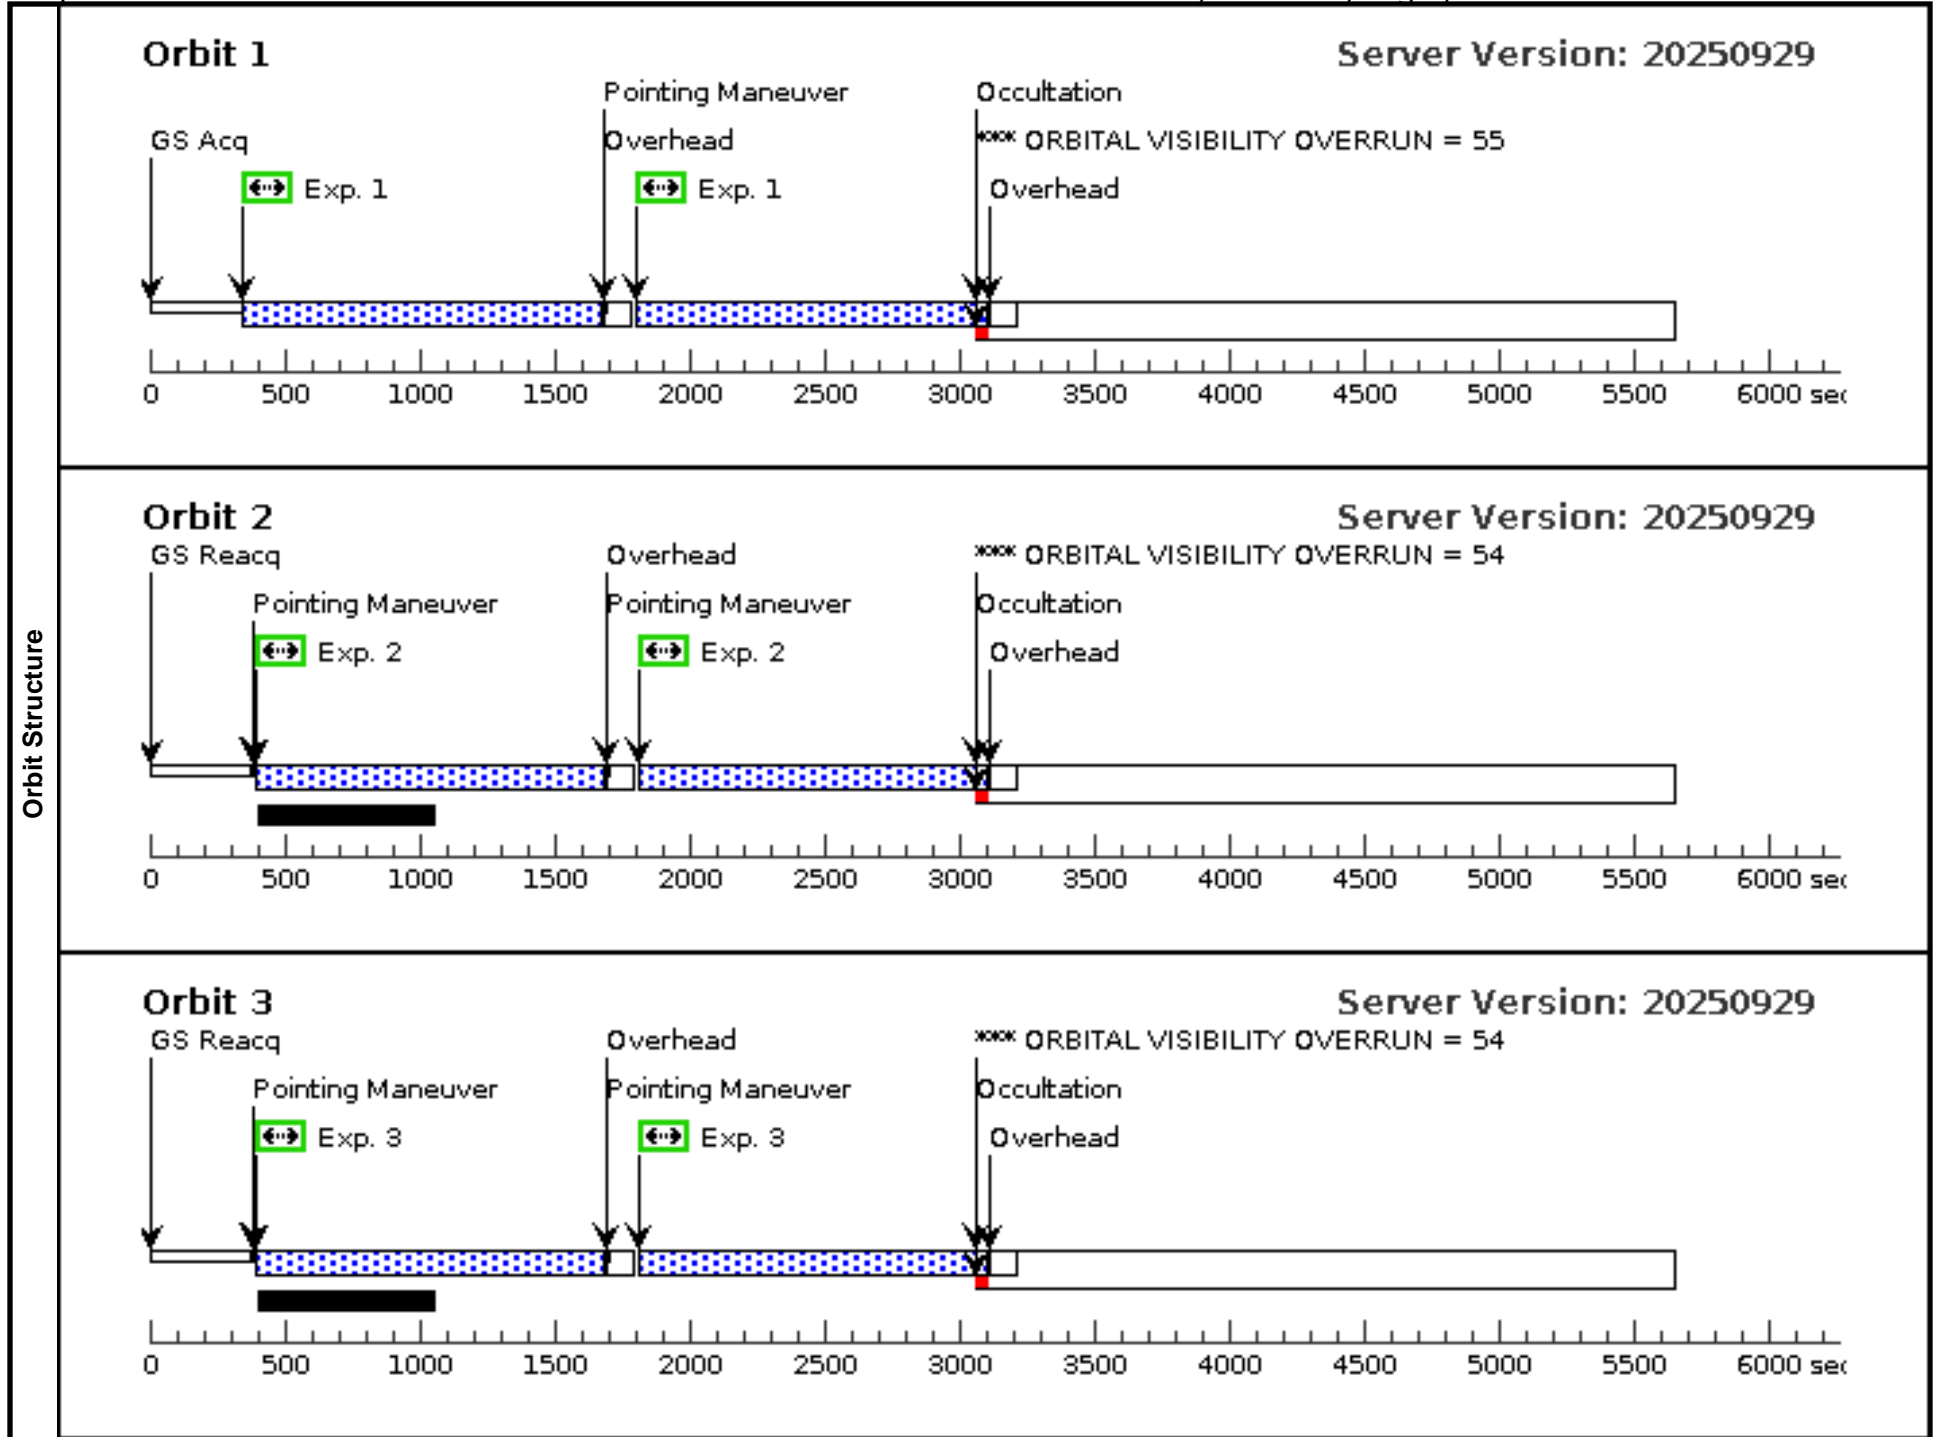 Orbit Structure
Orbit 1 Server Version: 20250929
Pointing Maneuver Occultation
GS Acq Overhead *** ORBITAL VISIBILITY OVERRUN = 55
Exp. 1 Exp. 1 Overhead
0 500 1000 1500 2000 2500 3000 3500 4000 4500 5000 5500 6000 sec
Orbit 2 Server Version: 20250929
GS Reacq Overhead *** ORBITAL VISIBILITY OVERRUN = 54
Pointing Maneuver Pointing Maneuver Occultation
Exp. 2 Exp. 2 Overhead
0 500 1000 1500 2000 2500 3000 3500 4000 4500 5000 5500 6000 sec
Orbit 3 Server Version: 20250929
GS Reacq Overhead *** ORBITAL VISIBILITY OVERRUN = 54
Pointing Maneuver Pointing Maneuver Occultation
Exp. 3 Exp. 3 Overhead
0 500 1000 1500 2000 2500 3000 3500 4000 4500 5000 5500 6000 sec